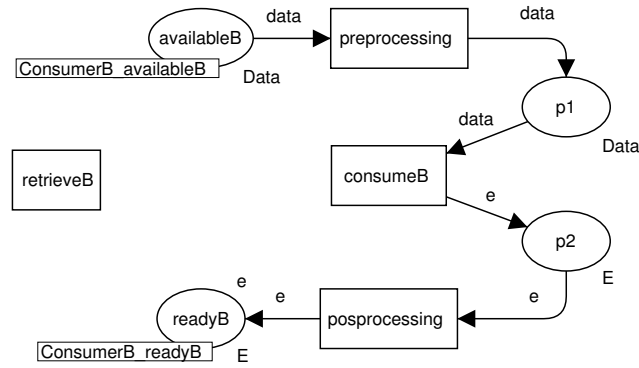 data
data
availableB
preprocessing
ConsumerB_availableB
Data
p1
data
Data
retrieveB
consumeB
e
p2
E
e
e
e
readyB
posprocessing
ConsumerB_readyB
E